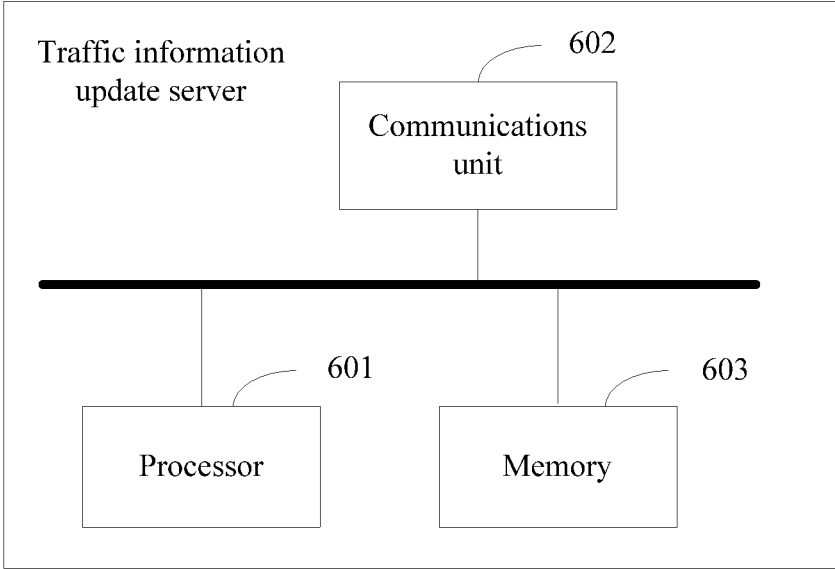 Traffic information
update server
602
Communications
unit
601
603
Processor
Memory